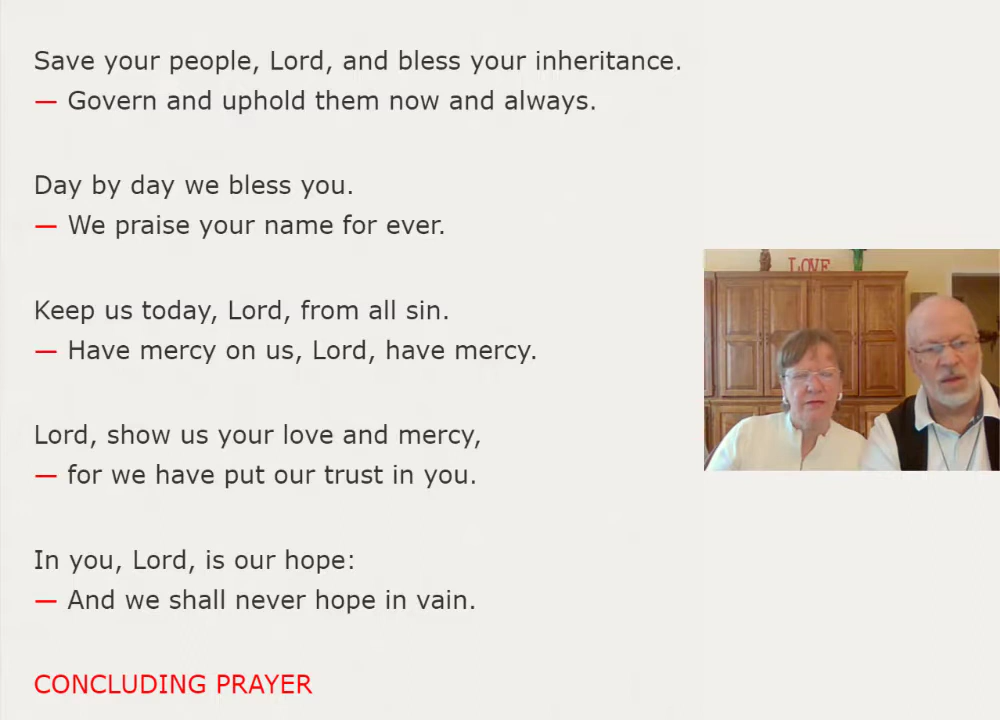 Save your people, Lord, and bless your inheritance.
— Govern and uphold them now and always.
Day by day we bless you.
— We praise your name for ever.
Keep us today, Lord, from all sin.
— Have mercy on us, Lord, have mercy.
Lord, show us your love and mercy,
— for we have put our trust in you.
In you, Lord, is our hope:
— And we shall never hope in vain.
CONCLUDING PRAYER
LOVE